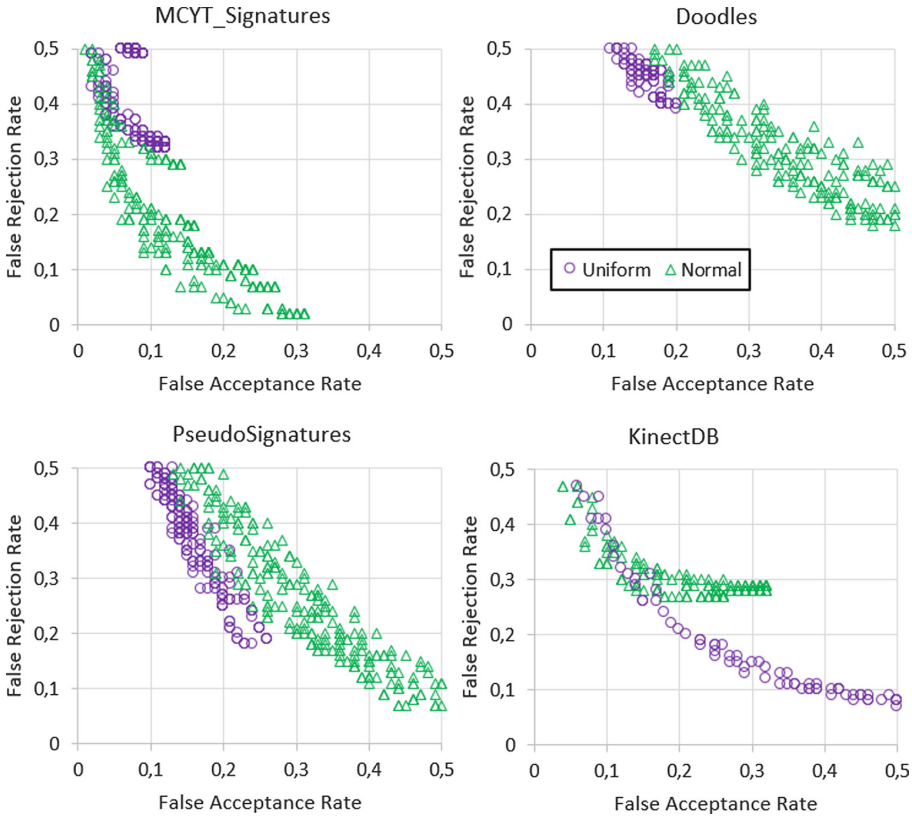 MCYT_Signatures
False Rejection Rate
0,5
0,4
0,3
0,2
0,1
0
0 0,1 0,2 0,3 0,4 0,5
False Acceptance Rate
Doodles
False Rejection Rate
0,5
0,4
0,3
0,2
0,1
0
Uniform Normal
0 0,1 0,2 0,3 0,4 0,5
False Acceptance Rate
PseudoSignatures
False Rejection Rate
0,5
0,4
0,3
0,2
0,1
0
0 0,1 0,2 0,3 0,4 0,5
False Acceptance Rate
KinectDB
False Rejection Rate
0,5
0,4
0,3
0,2
0,1
0
0 0,1 0,2 0,3 0,4 0,5
False Acceptance Rate